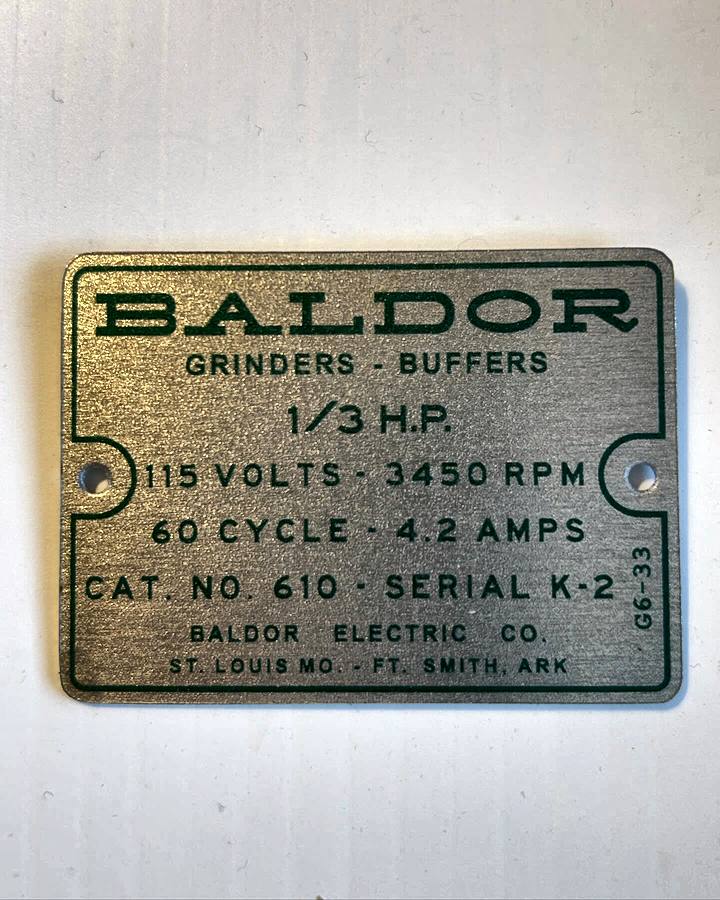 BALDOR
GRINDERS - BUFFERS
1/3 H.P.
115 VOLTS - 3450 RPM
60 CYCLE - 4.2 AMPS
CAT. NO. 610 - SERIAL K-2
G6-33
BALDOR ELECTRIC CO.
ST. LOUIS MO. - FT. SMITH, ARK